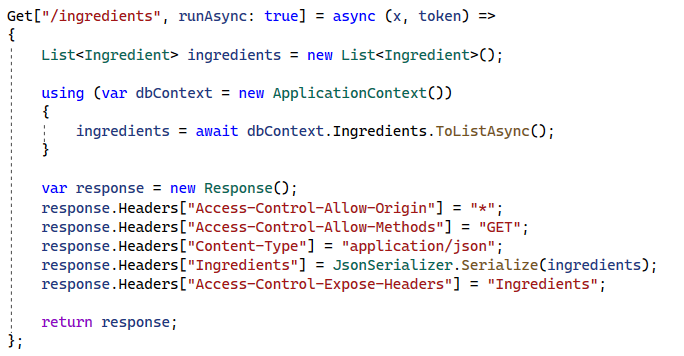 Get["/ingredients", runAsync: true] = async (x, token) =>
{
    List<Ingredient> ingredients = new List<Ingredient>();

    using (var dbContext = new ApplicationContext())
    {
        ingredients = await dbContext.Ingredients.ToListAsync();
    }

    var response = new Response();
    response.Headers["Access-Control-Allow-Origin"] = "*";
    response.Headers["Access-Control-Allow-Methods"] = "GET";
    response.Headers["Content-Type"] = "application/json";
    response.Headers["Ingredients"] = JsonSerializer.Serialize(ingredients);
    response.Headers["Access-Control-Expose-Headers"] = "Ingredients";

    return response;
};